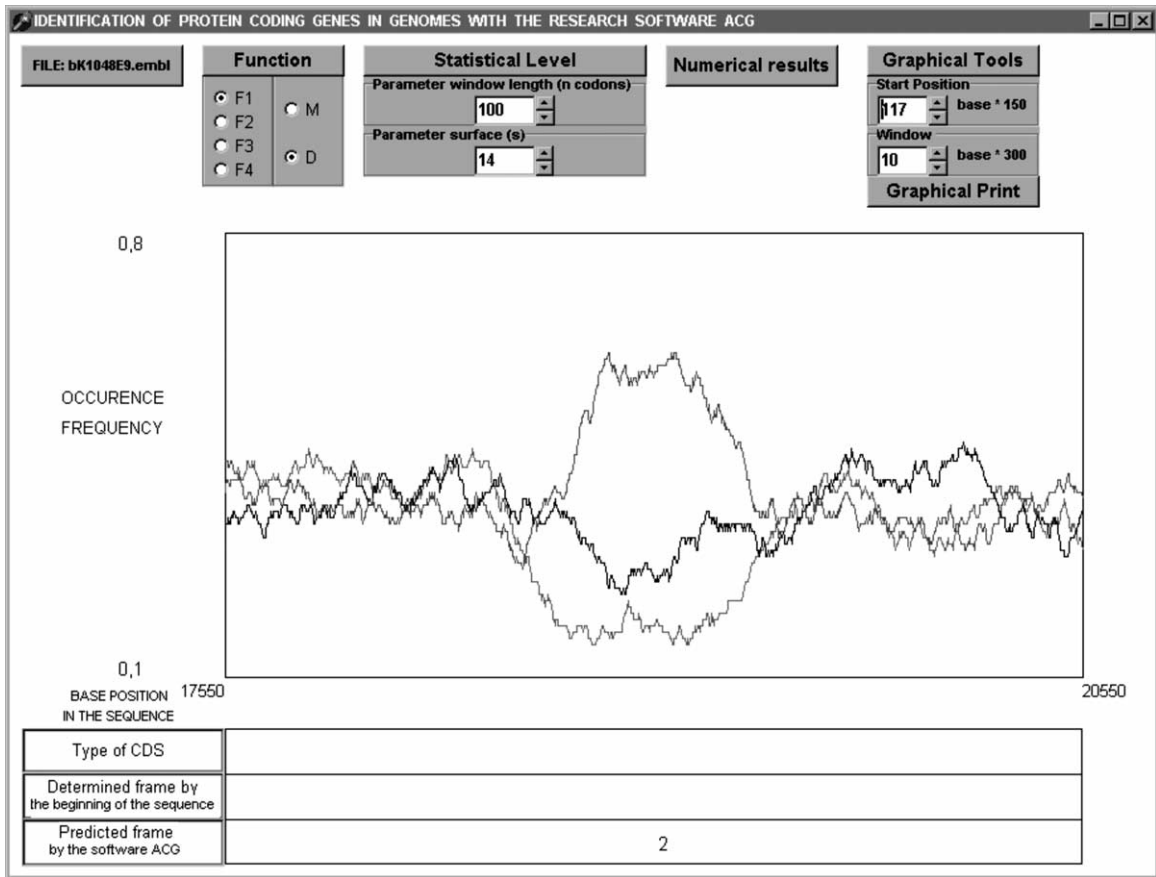 IDENTIFICATION OF PROTEIN CODING GENES IN GENOMES WITH THE RESEARCH SOFTWARE ACG
FILE: bK1048E9.embl
Function
F1
F2
F3
F4
M
D
Statistical Level
Parameter window length (n codons)
100
Parameter surface (s)
14
Numerical results
Graphical Tools
Start Position
117 base * 150
Window
10 base * 300
Graphical Print
0,8
OCCURENCE
FREQUENCY
0,1
BASE POSITION
IN THE SEQUENCE
17550
20550
Type of CDS
Determined frame by
the beginning of the sequence
Predicted frame
by the software ACG
2